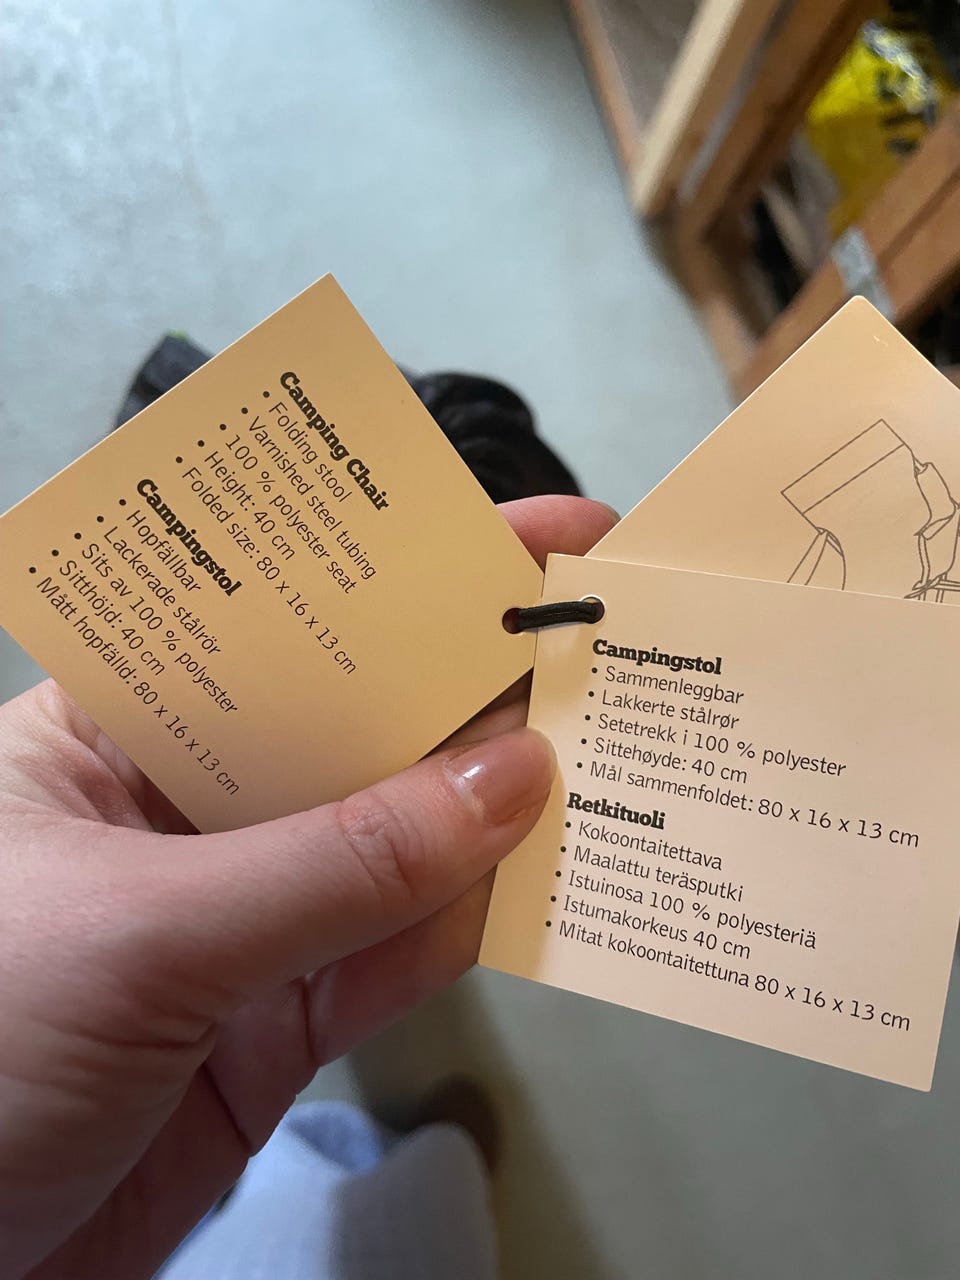 Camping Chair
• Folding stool
• Varnished steel tubing
• 100 % polyester seat
• Height: 40 cm
• Folded size: 80 x 16 x 13 cm
Campingstol
• Hopfällbar
• Lackerade stålrör
• Sits av 100 % polyester
• Sitthöjd: 40 cm
• Mått hopfälld: 80 x 16 x 13 cm
Campingstol
• Sammenleggbar
• Lakkerte stålrør
• Setetrekk i 100 % polyester
• Sittehøyde: 40 cm
• Mål sammenfoldet: 80 x 16 x 13 cm
Retkituoli
• Kokoontaitettava
• Maalattu teräsputki
• Istuinosa 100 % polyesteriä
• Istumakorkeus 40 cm
• Mitat kokoontaitettuna 80 x 16 x 13 cm